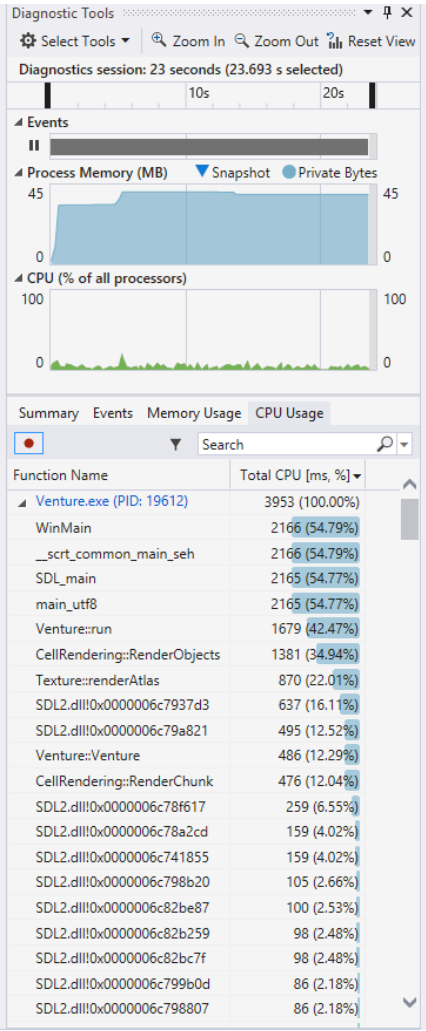 Diagnostic Tools
Select Tools Zoom In Zoom Out Reset View
Diagnostics session: 23 seconds (23.693 s selected)
10s 20s
Events
Process Memory (MB) Snapshot Private Bytes
45 45
0 0
CPU (% of all processors)
100 100
0 0
Summary Events Memory Usage CPU Usage
Search
Function Name Total CPU [ms, %]
Venture.exe (PID: 19612) 3953 (100.00%)
WinMain 2166 (54.79%)
__scrt_common_main_seh 2166 (54.79%)
SDL_main 2165 (54.77%)
main_utf8 2165 (54.77%)
Venture::run 1679 (42.47%)
CellRendering::RenderObjects 1381 (34.94%)
Texture::renderAtlas 870 (22.01%)
SDL2.dll!0x0000006c7937d3 637 (16.11%)
SDL2.dll!0x0000006c79a821 495 (12.52%)
Venture::Venture 486 (12.29%)
CellRendering::RenderChunk 476 (12.04%)
SDL2.dll!0x0000006c78f617 259 (6.55%)
SDL2.dll!0x0000006c78a2cd 159 (4.02%)
SDL2.dll!0x0000006c741855 159 (4.02%)
SDL2.dll!0x0000006c798b20 105 (2.66%)
SDL2.dll!0x0000006c82be87 100 (2.53%)
SDL2.dll!0x0000006c82b259 98 (2.48%)
SDL2.dll!0x0000006c82bc7f 98 (2.48%)
SDL2.dll!0x0000006c799b0d 86 (2.18%)
SDL2.dll!0x0000006c798807 86 (2.18%)